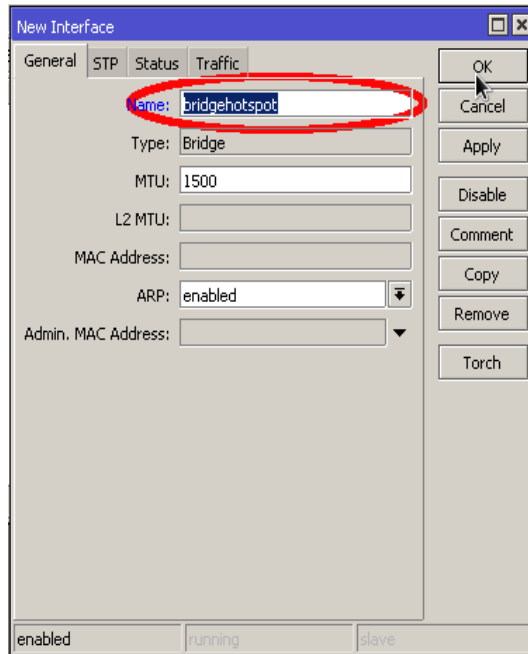 New Interface
General STP Status Traffic
Name: bridgehotspot
Type: Bridge
MTU: 1500
L2 MTU:
MAC Address:
ARP: enabled
Admin. MAC Address:
OK
Cancel
Apply
Disable
Comment
Copy
Remove
Torch
enabled running slave